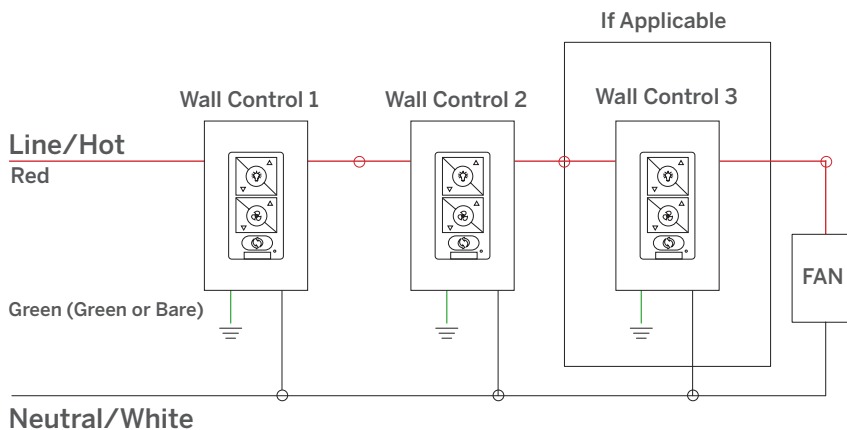 If Applicable
Wall Control 1
Wall Control 2
Wall Control 3
Line/Hot
Red
FAN
Green (Green or Bare)
Neutral/White